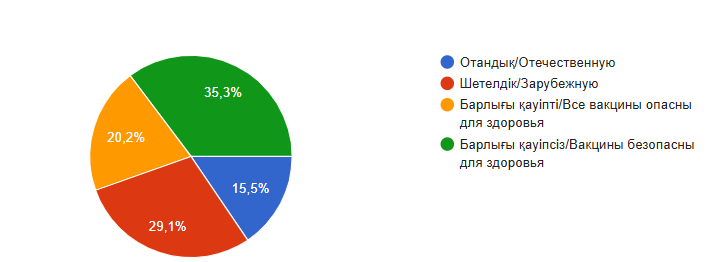 35,3%
20,2%
15,5%
29,1%
Отандық/Отечественную
Шетелдік/Зарубежную
Барлығы қауіпті/Все вакцины опасны
для здоровья
Барлығы қауіпсіз/Вакцины безопасны
для здоровья